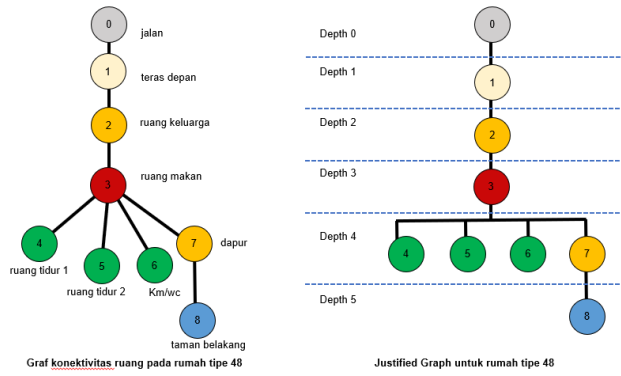 0
jalan
1
teras depan
2
ruang keluarga
3
ruang makan
4
ruang tidur 1
5
ruang tidur 2
6
Km/wc
7
dapur
8
taman belakang
Graf konektivitas ruang pada rumah tipe 48
Depth 0
0
Depth 1
1
Depth 2
2
Depth 3
3
Depth 4
4 5 6 7
Depth 5
8
Justified Graph untuk rumah tipe 48